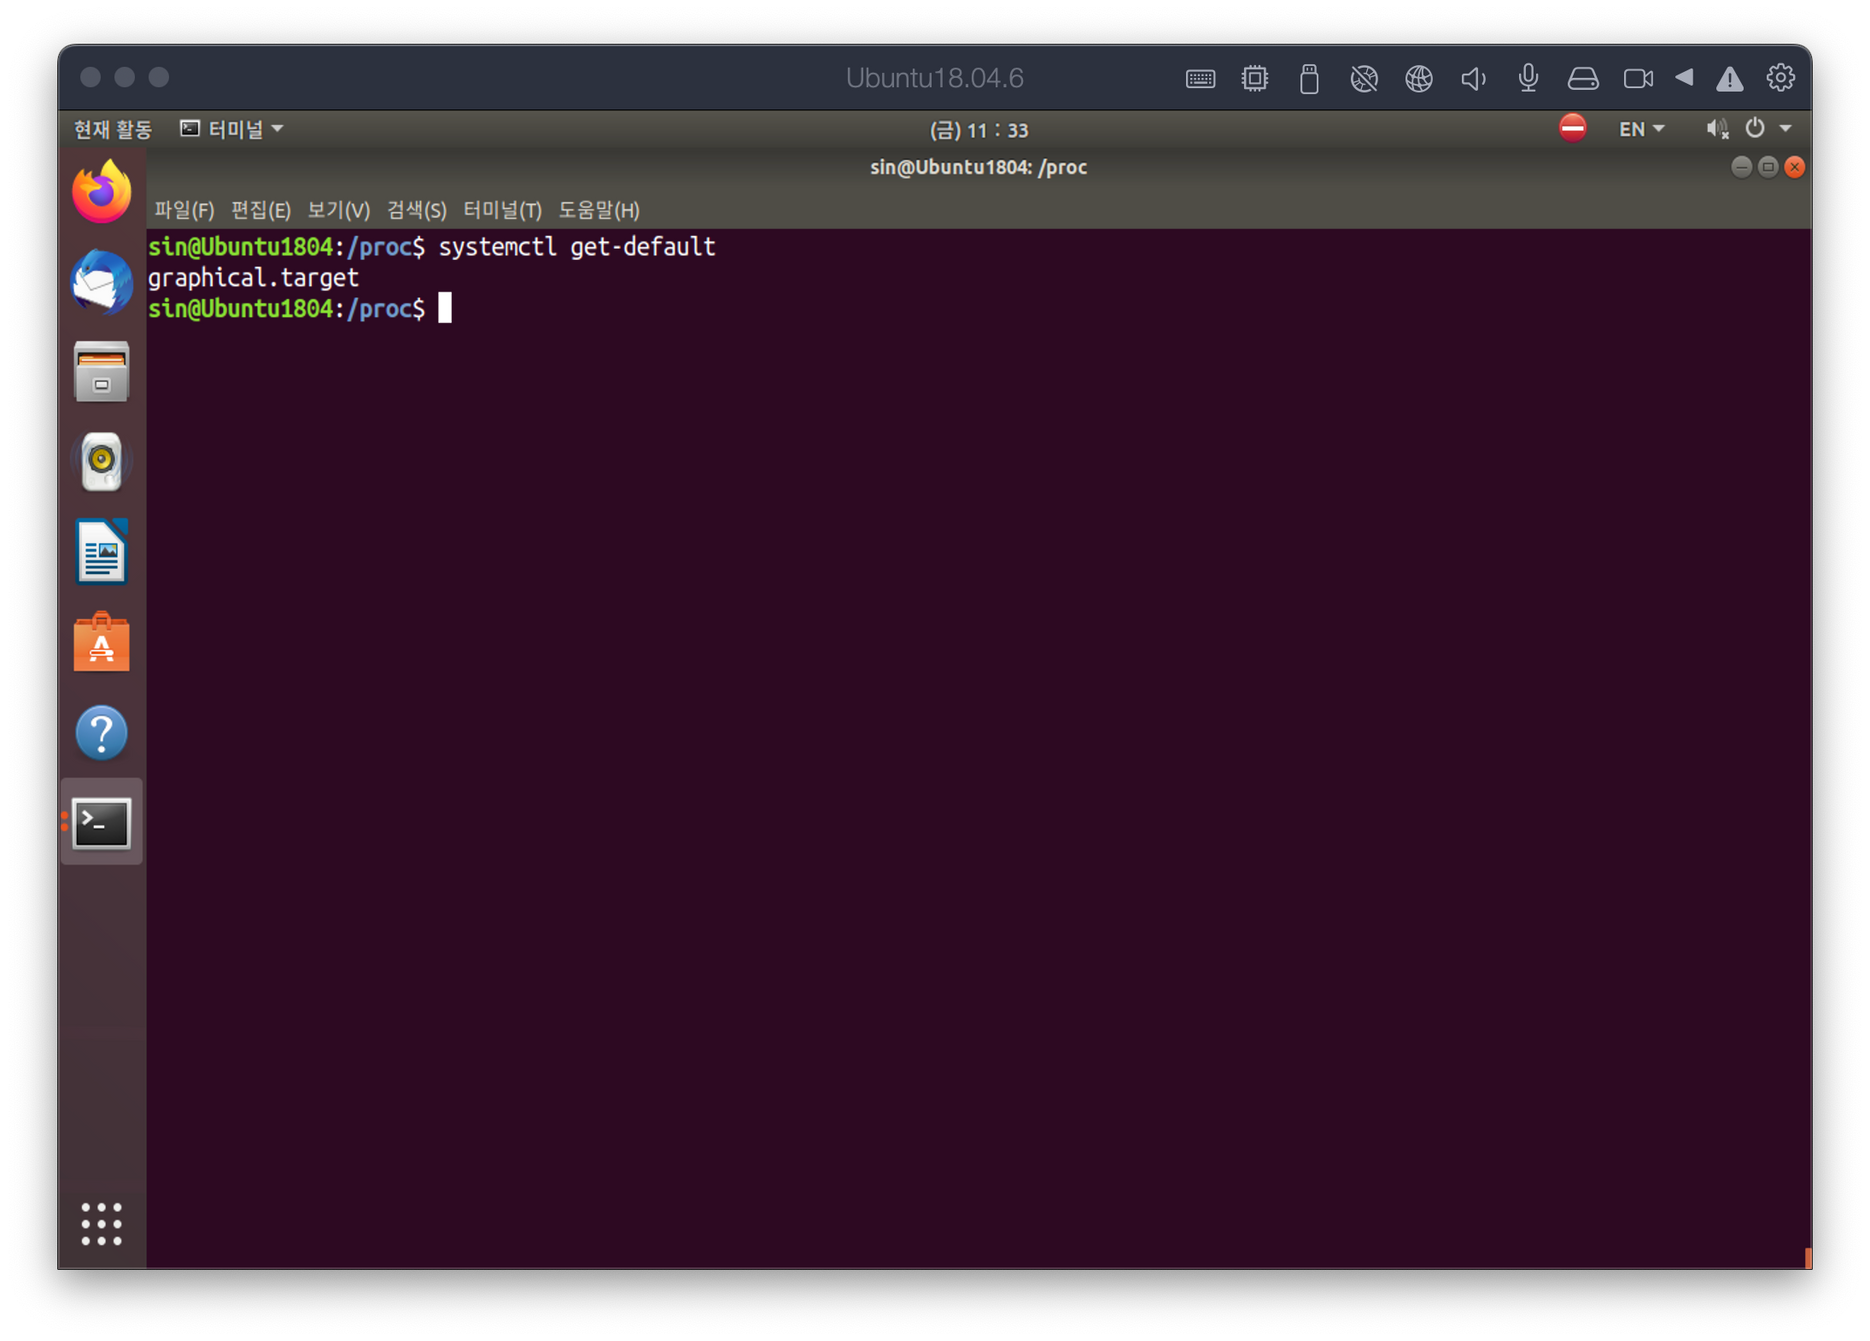 Ubuntu18.04.6
현재 활동 터미널 (금) 11 : 33 EN
sin@Ubuntu1804: /proc
파일(F) 편집(E) 보기(V) 검색(S) 터미널(T) 도움말(H)
sin@Ubuntu1804:/proc$ systemctl get-default
graphical.target
sin@Ubuntu1804:/proc$